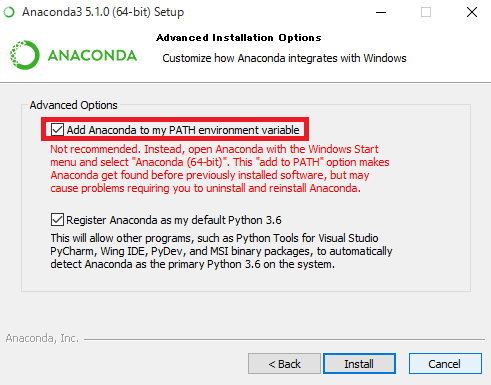 Anaconda3 5.1.0 (64-bit) Setup
Advanced Installation Options
ANACONDA
Customize how Anaconda integrates with Windows
Advanced Options
Add Anaconda to my PATH environment variable
Not recommended. Instead, open Anaconda with the Windows Start
menu and select "Anaconda (64-bit)". This "add to PATH" option makes
Anaconda get found before previously installed software, but may
cause problems requiring you to uninstall and reinstall Anaconda.
Register Anaconda as my default Python 3.6
This will allow other programs, such as Python Tools for Visual Studio
PyCharm, Wing IDE, PyDev, and MSI binary packages, to automatically
detect Anaconda as the primary Python 3.6 on the system.
Anaconda, Inc.
< Back
Install
Cancel